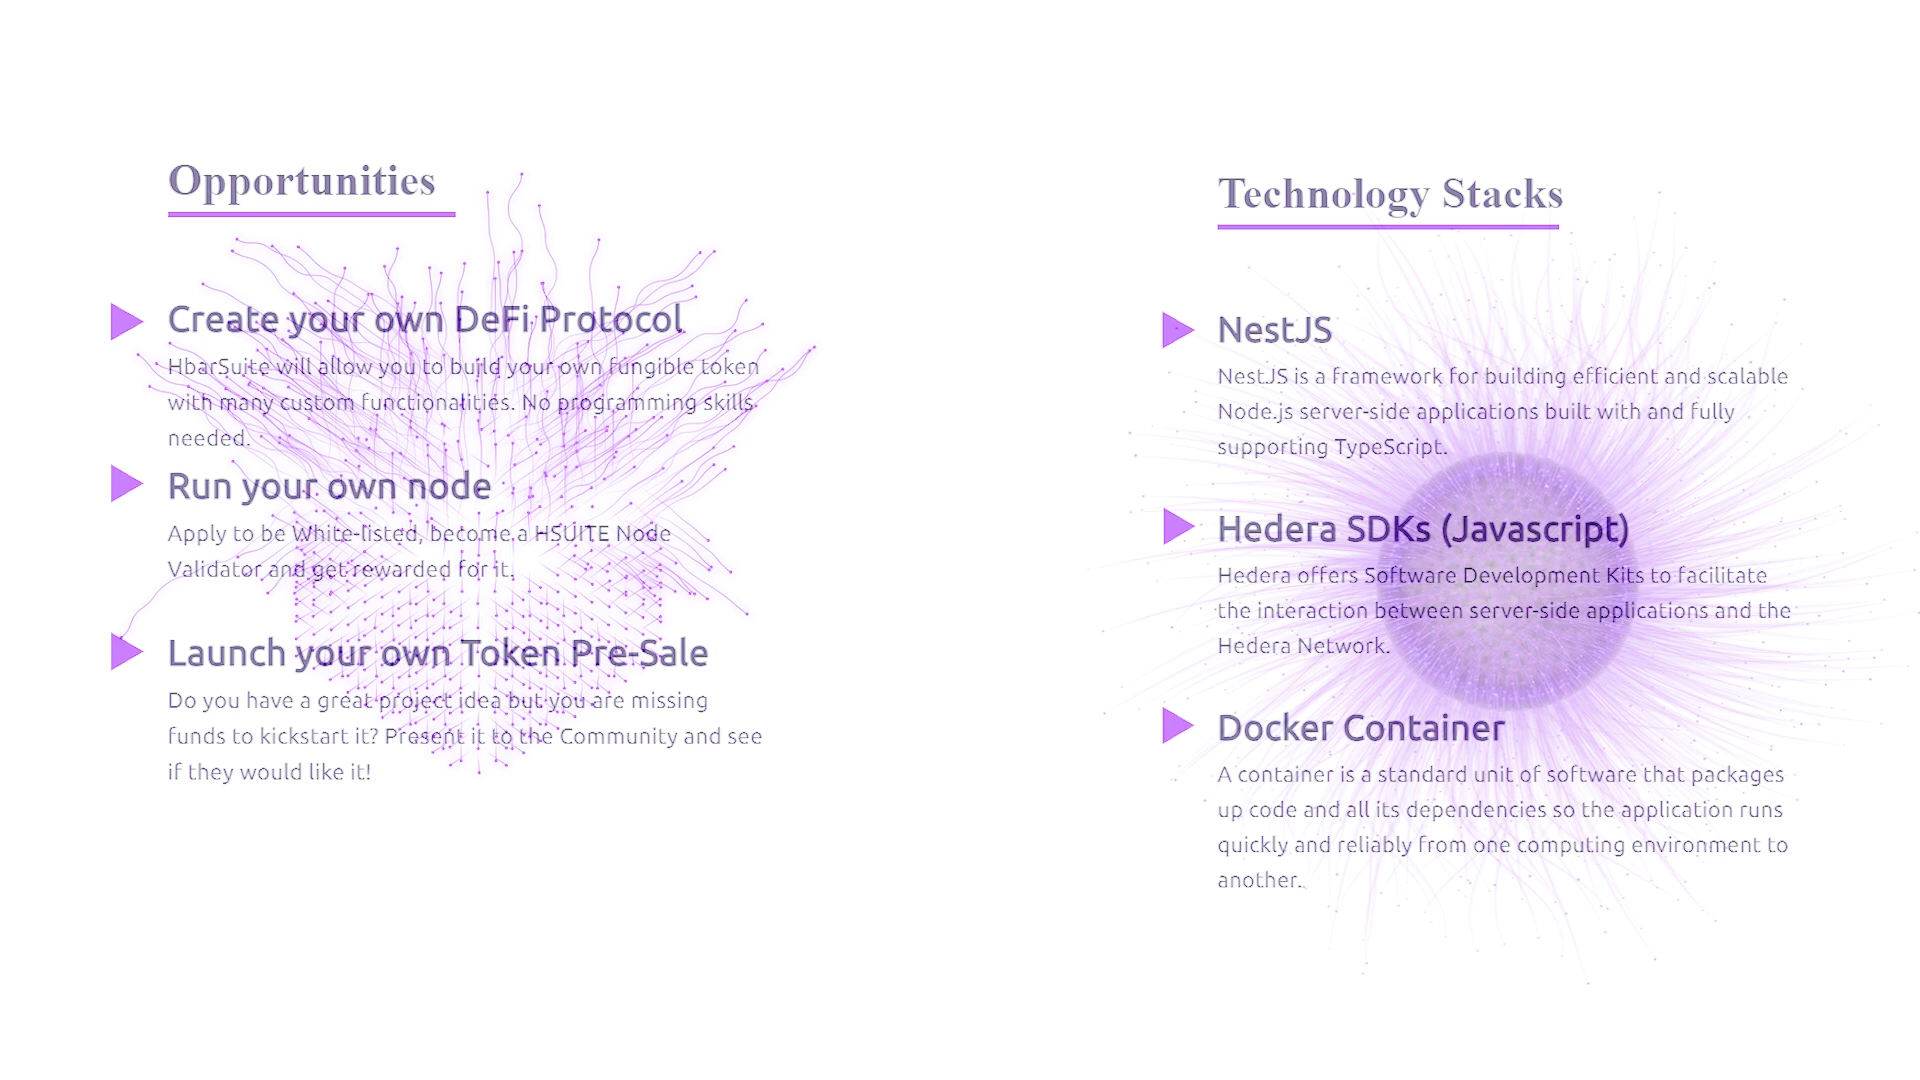 Opportunities
Create your own DeFi Protocol
HbarSuite will allow you to build your own fungible token
with many custom functionalities. No programming skills
needed.
Run your own node
Apply to be White-listed, become a HSUITE Node
Validator and get rewarded for it.
Launch your own Token Pre-Sale
Do you have a great project idea but you are missing
funds to kickstart it? Present it to the Community and see
if they would like it!
Technology Stacks
NestJS
NestJS is a framework for building efficient and scalable
Node.js server-side applications built with and fully
supporting TypeScript.
Hedera SDKs (Javascript)
Hedera offers Software Development Kits to facilitate
the interaction between server-side applications and the
Hedera Network.
Docker Container
A container is a standard unit of software that packages
up code and all its dependencies so the application runs
quickly and reliably from one computing environment to
another.